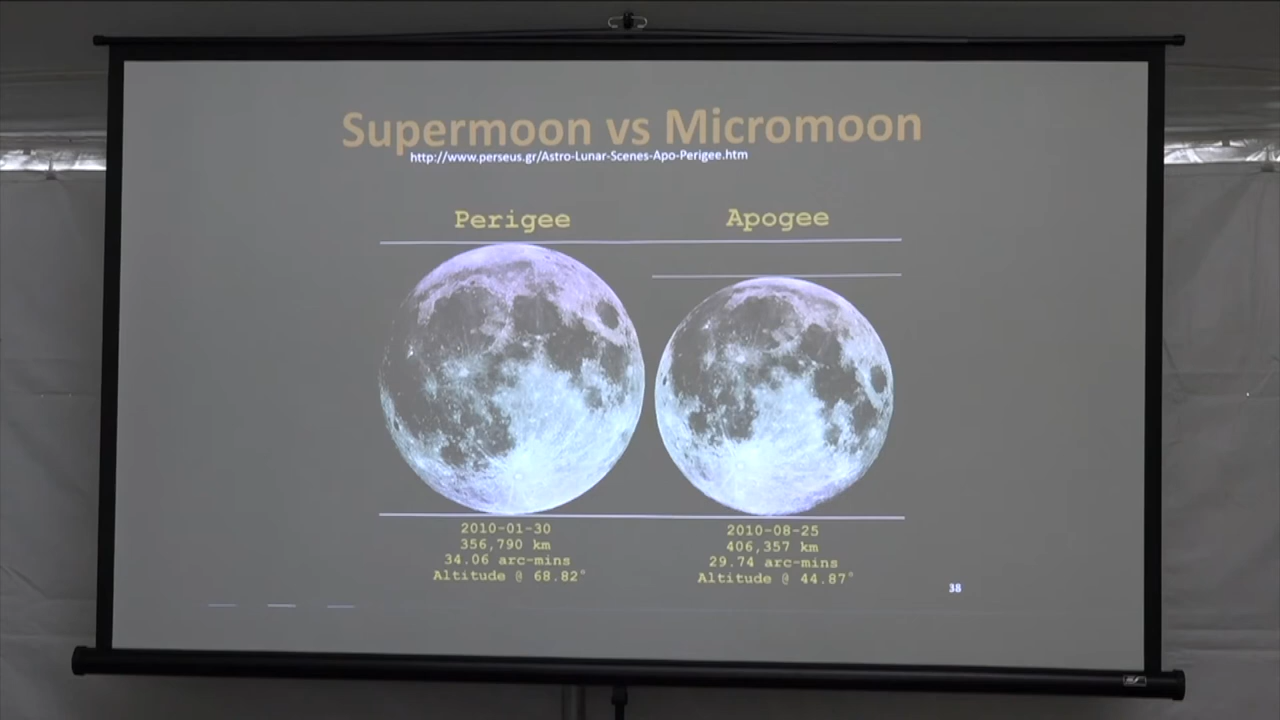 Supermoon vs Micromoon
http://www.perseus.gr/Astro-Lunar-Scenes-Apo-Perigee.htm
Perigee
Apogee
2010-01-30
356,790 km
34.06 arc-mins
Altitude @ 68.82°
2010-08-25
406,357 km
29.74 arc-mins
Altitude @ 44.87°
38